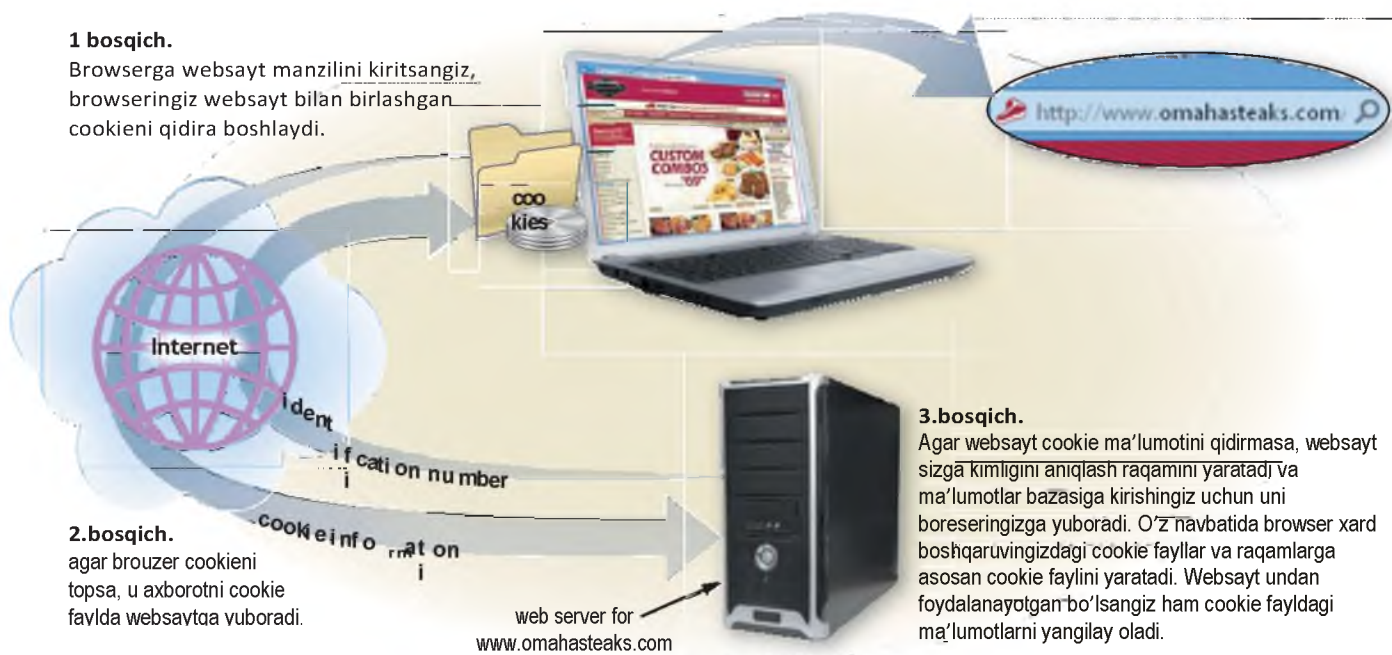 1 bosqich.
Browserga websayt manzilini kiritsangiz,
browseringiz websayt bilan birlashgan
cookieni qidira boshlaydi.
http://www.omahasteaks.com
CUSTOM
COMBOS
coo
kies
Internet
identification number
cookie information
2.bosqich.
agar brouzer cookieni
topsa, u axborotni cookie
faylda websaytga yuboradi.
web server for
www.omahasteaks.com
3.bosqich.
Agar websayt cookie ma'lumotini qidirmasa, websayt
sizga kimligini aniqlash raqamini yaratadi va
ma'lumotlar bazasiga kirishingiz uchun uni
boreseringizga yuboradi. O'z navbatida browser xard
boshqaruvingizdagi cookie fayllar va raqamlarga
asosan cookie faylini yaratadi. Websayt undan
foydalanayotgan bo'lsangiz ham cookie fayldagi
ma'lumotlarni yangilay oladi.